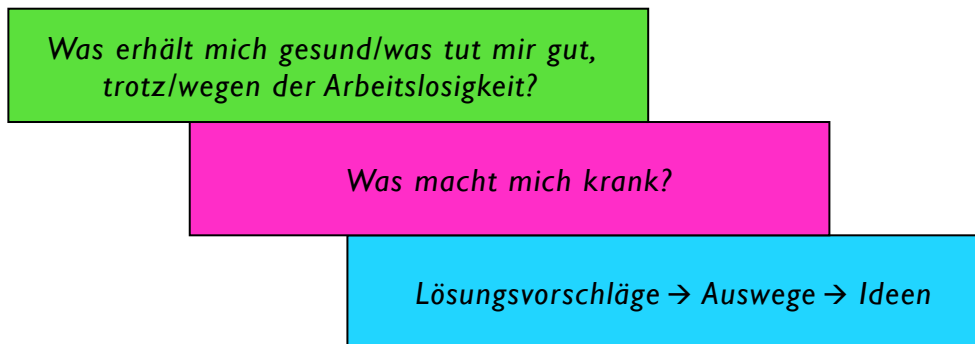 Was erhält mich gesund/was tut mir gut,
trotz/wegen der Arbeitslosigkeit?
Was macht mich krank?
Lösungsvorschläge → Auswege → Ideen